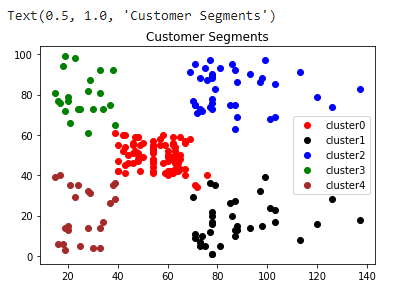 Text(0.5, 1.0, 'Customer Segments')
Customer Segments
100
80
60
40
20
0
cluster0
cluster1
cluster2
cluster3
cluster4
20 40 60 80 100 120 140